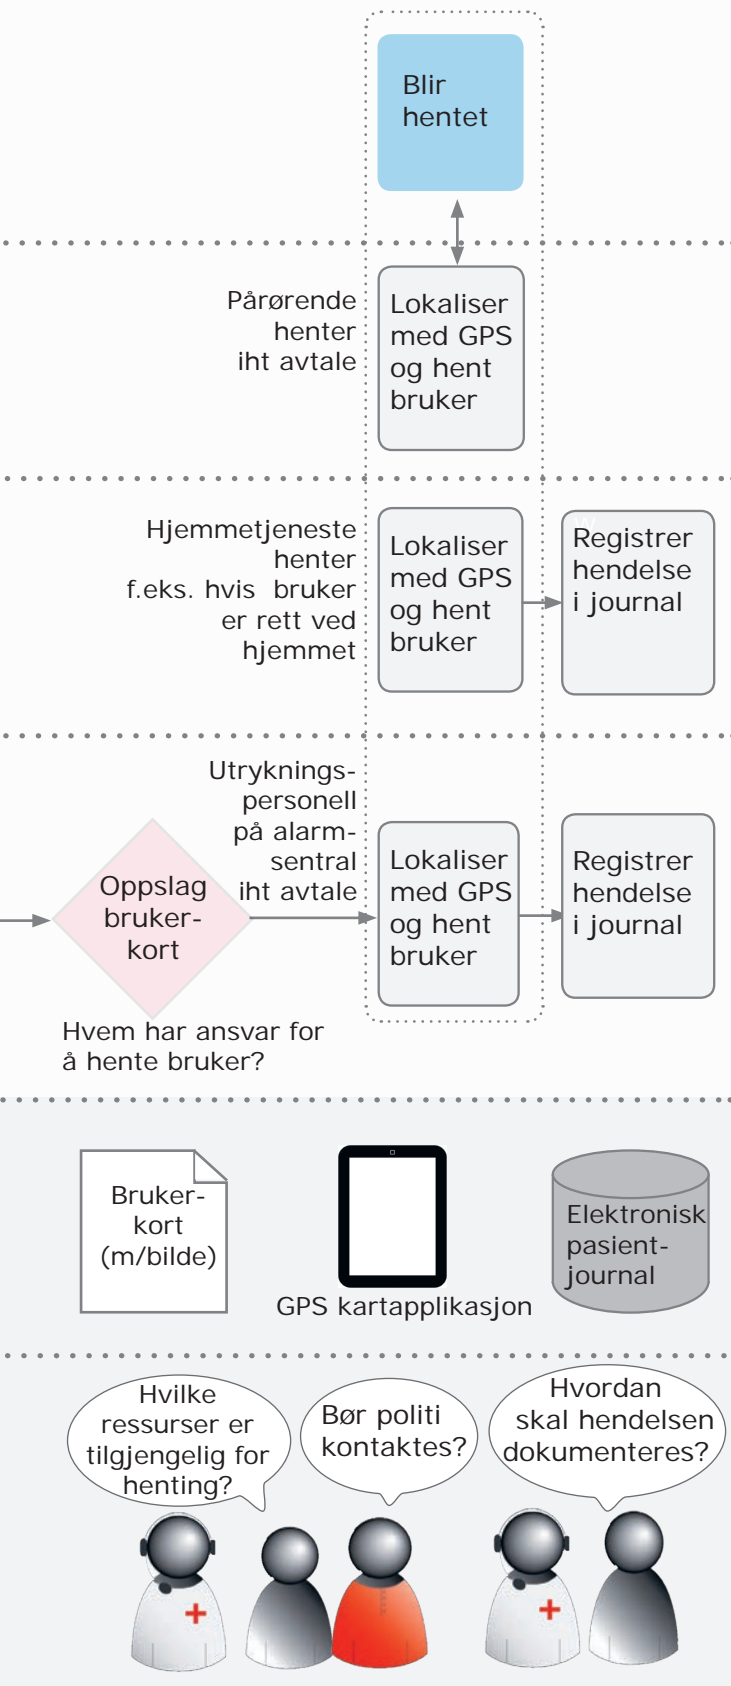 Blir
hentet
Pårørende
henter
iht avtale
Lokaliser
med GPS
og hent
bruker
Hjemmetjeneste
henter
f.eks. hvis bruker
er rett ved
hjemmet
Lokaliser
med GPS
og hent
bruker
w
Registrer
hendelse
i journal
Utryknings-
personell
på alarm-
sentral
iht avtale
Oppslag
bruker-
kort
Lokaliser
med GPS
og hent
bruker
Registrer
hendelse
i journal
Hvem har ansvar for
å hente bruker?
Bruker-
kort
(m/bilde)
GPS kartapplikasjon
Elektronisk
pasient-
journal
Hvilke
ressurser er
tilgjengelig for
henting?
Bør politi
kontaktes?
Hvordan
skal hendelsen
dokumenteres?